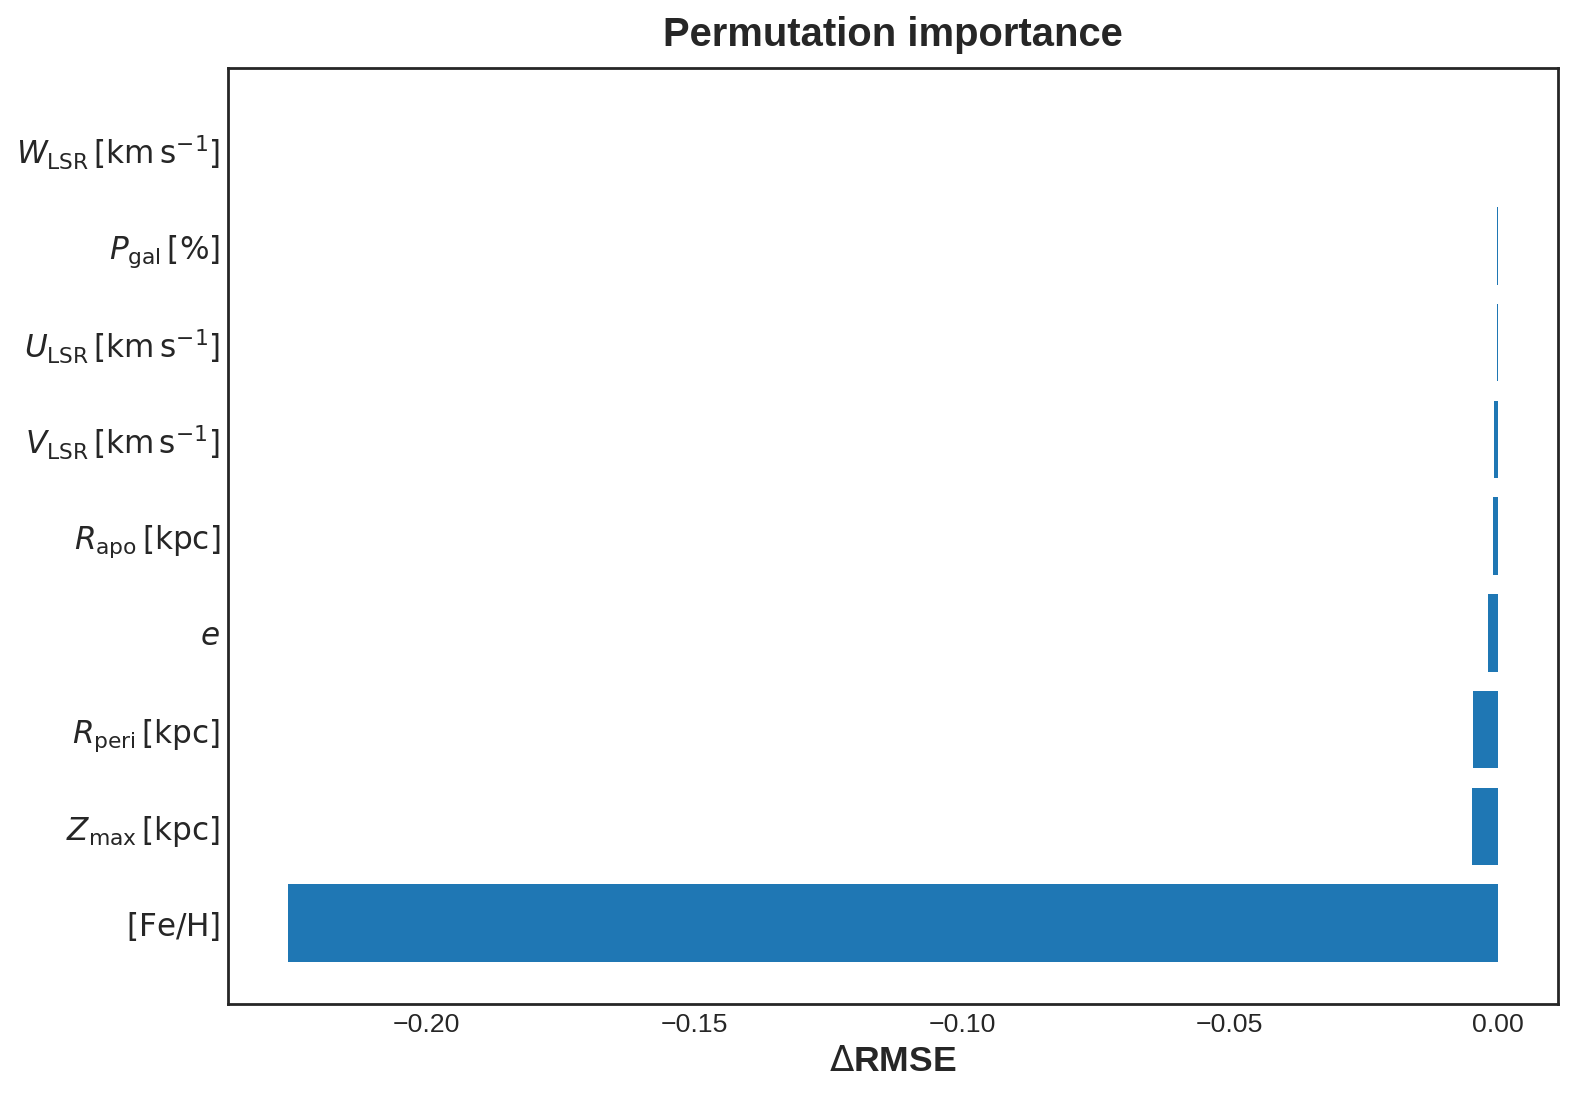 Permutation importance
W_LSR [km s⁻¹]
P_gal [%]
U_LSR [km s⁻¹]
V_LSR [km s⁻¹]
R_apo [kpc]
e
R_peri [kpc]
Z_max [kpc]
[Fe/H]
−0.20 −0.15 −0.10 −0.05 0.00
ΔRMSE